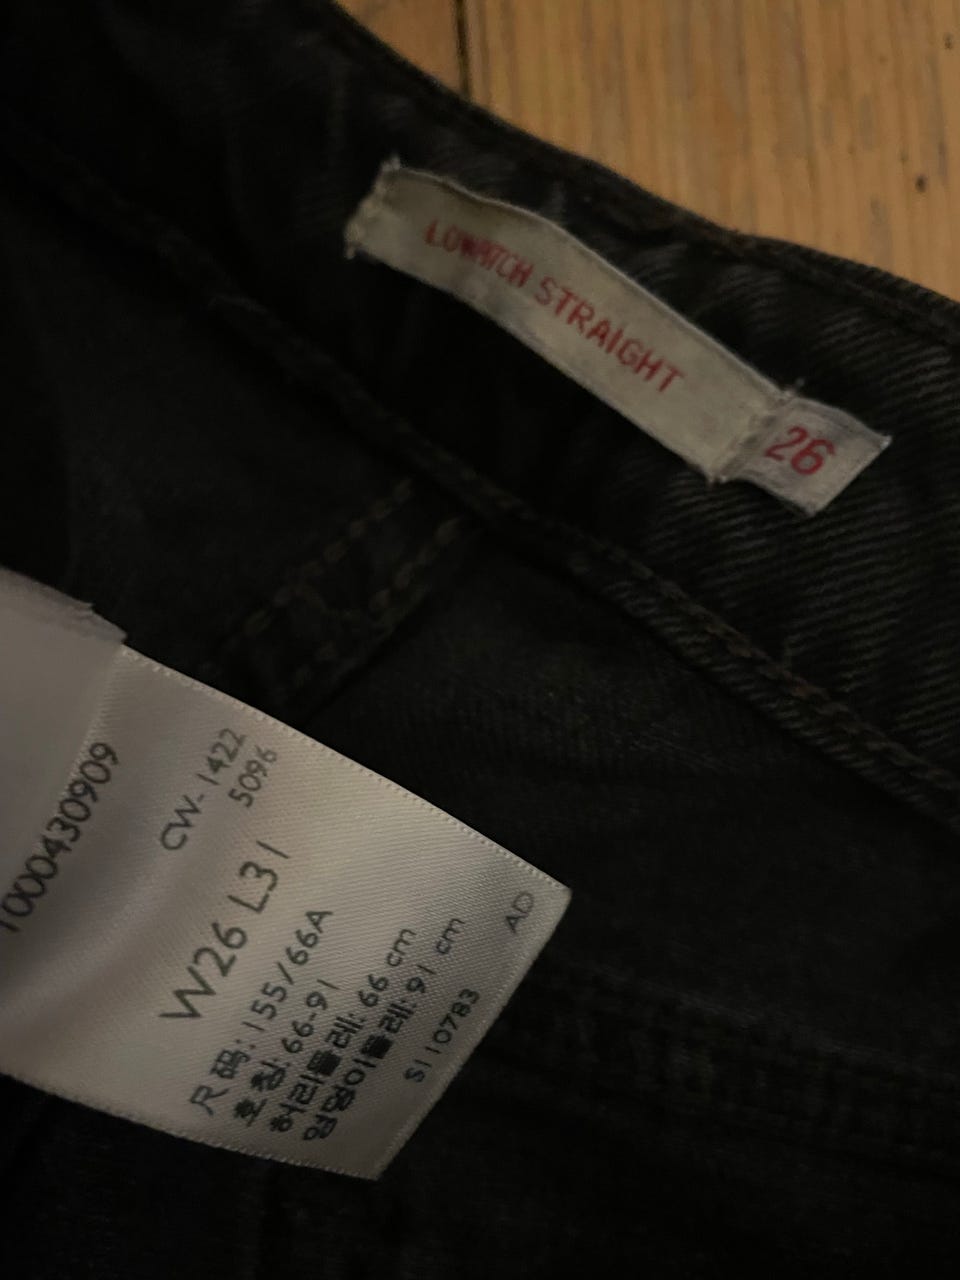 LOWPITCH STRAIGHT
26
1000430909
CW-1422
5096
W26 L31
尺码:155/66A
호칭:66-91
허리둘레:66 cm
엉덩이둘레:91 cm
S110783
AD